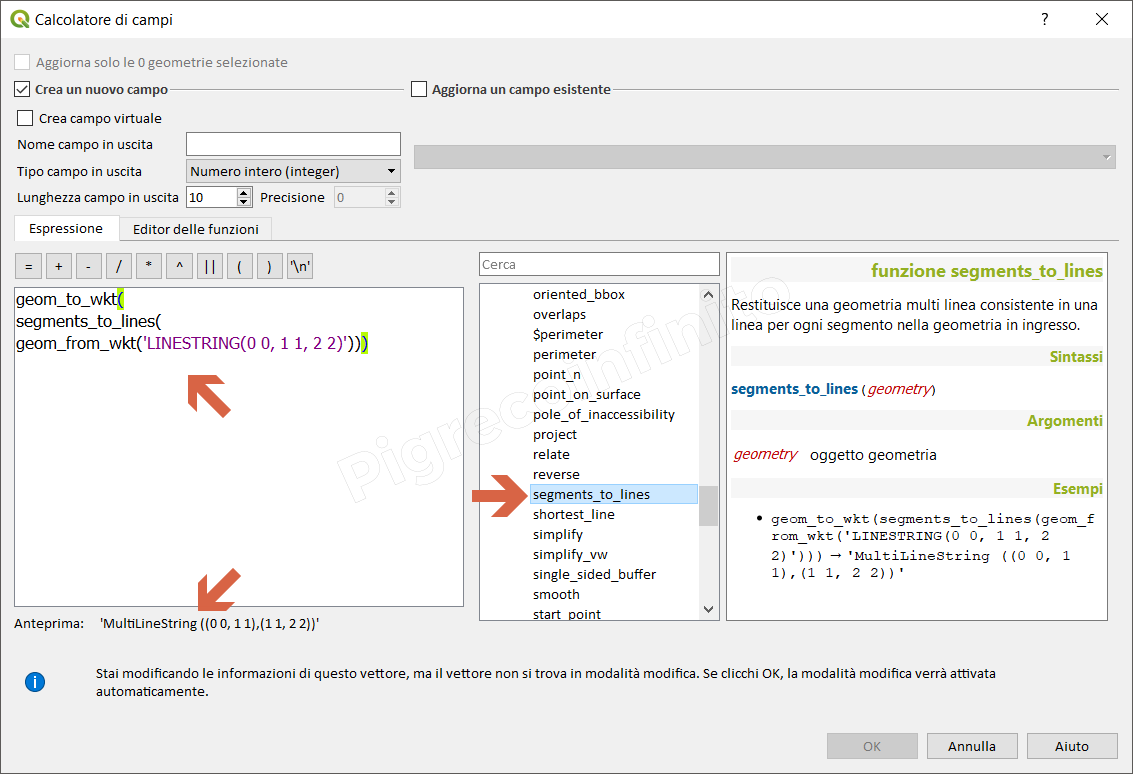 Calcolatore di campi
?
Aggiorna solo le 0 geometrie selezionate
Crea un nuovo campo
Aggiorna un campo esistente
Crea campo virtuale
Nome campo in uscita
Tipo campo in uscita
Numero intero (integer)
Lunghezza campo in uscita
10
Precisione
0
Espressione
Editor delle funzioni
= + - / * ^ || ( ) '\n'
geom_to_wkt(
segments_to_lines(
geom_from_wkt('LINESTRING(0 0, 1 1, 2 2)')))
Anteprima: 'MultiLineString ((0 0, 1 1),(1 1, 2 2))'
Cerca
oriented_bbox
overlaps
$perimeter
perimeter
point_n
point_on_surface
pole_of_inaccessibility
project
relate
reverse
segments_to_lines
shortest_line
simplify
simplify_vw
single_sided_buffer
smooth
start_point
funzione segments_to_lines
Restituisce una geometria multi linea consistente in una
linea per ogni segmento nella geometria in ingresso.
Sintassi
segments_to_lines (geometry)
Argomenti
geometry oggetto geometria
Esempi
• geom_to_wkt(segments_to_lines(geom_f
rom_wkt('LINESTRING(0 0, 1 1, 2
2)'))) → 'MultiLineString ((0 0, 1
1),(1 1, 2 2))'
Pigrecoinfinito
Stai modificando le informazioni di questo vettore, ma il vettore non si trova in modalità modifica. Se clicchi OK, la modalità modifica verrà attivata
automaticamente.
OK
Annulla
Aiuto